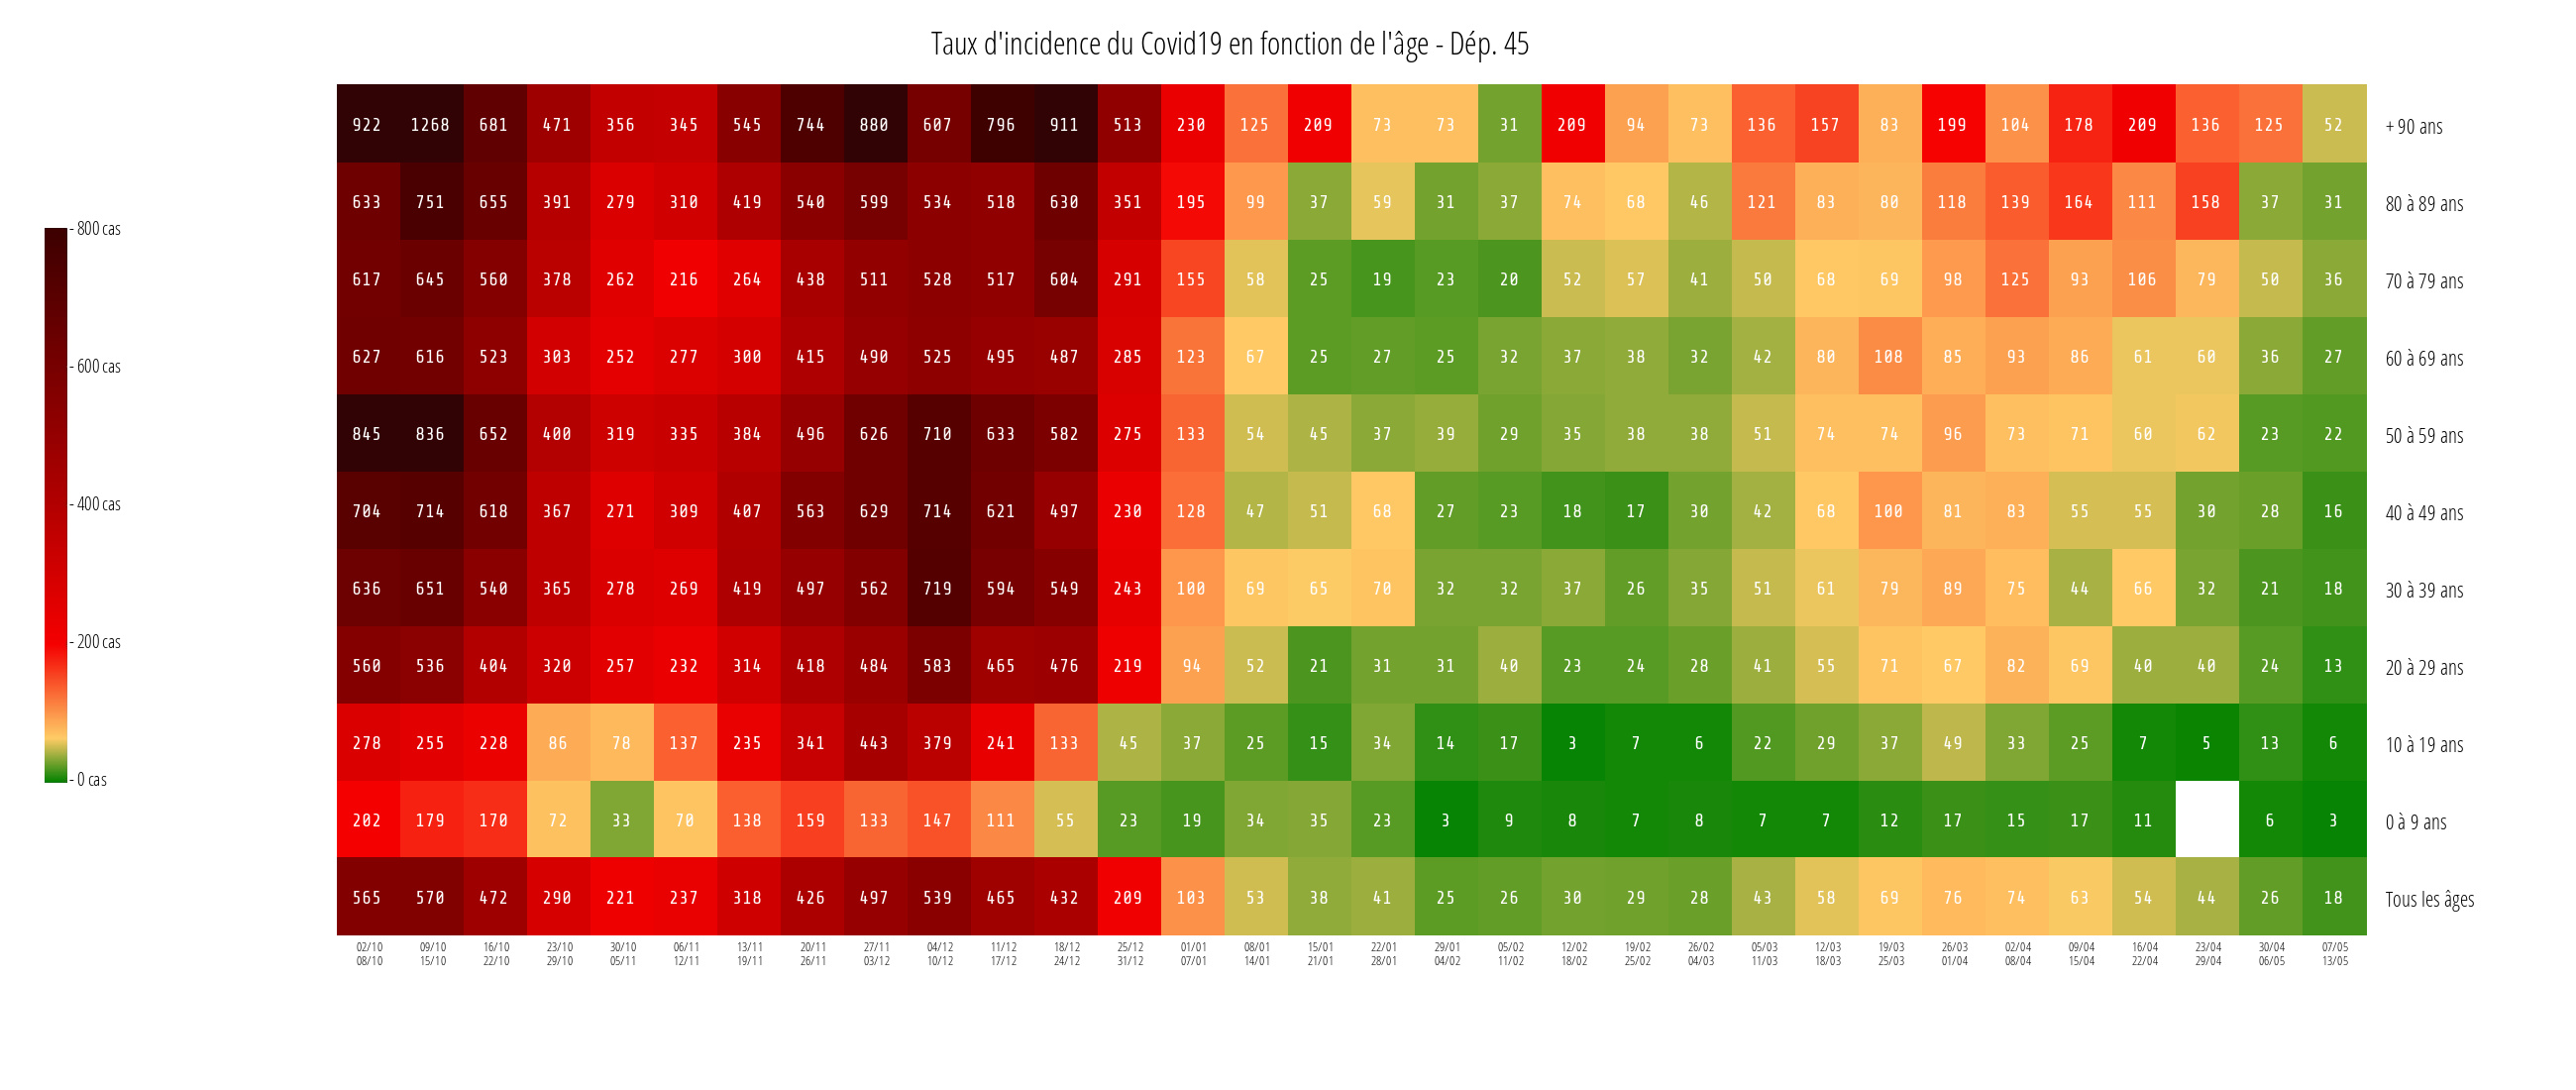 Taux d'incidence du Covid19 en fonction de l'âge - Dép. 45
- 800 cas
- 600 cas
- 400 cas
- 200 cas
- 0 cas
922 1268 681 471 356 345 545 744 880 607 796 911 513 230 125 209 73 73 31 209 94 73 136 157 83 199 104 178 209 136 125 52 + 90 ans
633 751 655 391 279 310 419 540 599 534 518 630 351 195 99 37 59 31 37 74 68 46 121 83 80 118 139 164 111 158 37 31 80 à 89 ans
617 645 560 378 262 216 264 438 511 528 517 604 291 155 58 25 19 23 20 52 57 41 50 68 69 98 125 93 106 79 50 36 70 à 79 ans
627 616 523 303 252 277 300 415 490 525 495 487 285 123 67 25 27 25 32 37 38 32 42 80 108 85 93 86 61 60 36 27 60 à 69 ans
845 836 652 400 319 335 384 496 626 710 633 582 275 133 54 45 37 39 29 35 38 38 51 74 74 96 73 71 60 62 23 22 50 à 59 ans
704 714 618 367 271 309 407 563 629 714 621 497 230 128 47 51 68 27 23 18 17 30 42 68 100 81 83 55 55 30 28 16 40 à 49 ans
636 651 540 365 278 269 419 497 562 719 594 549 243 100 69 65 70 32 32 37 26 35 51 61 79 89 75 44 66 32 21 18 30 à 39 ans
560 536 404 320 257 232 314 418 484 583 465 476 219 94 52 21 31 31 40 23 24 28 41 55 71 67 82 69 40 40 24 13 20 à 29 ans
278 255 228 86 78 137 235 341 443 379 241 133 45 37 25 15 34 14 17 3 7 6 22 29 37 49 33 25 7 5 13 6 10 à 19 ans
202 179 170 72 33 70 138 159 133 147 111 55 23 19 34 35 23 3 9 8 7 8 7 7 12 17 15 17 11 6 3 0 à 9 ans
565 570 472 290 221 237 318 426 497 539 465 432 209 103 53 38 41 25 26 30 29 28 43 58 69 76 74 63 54 44 26 18 Tous les âges
02/10 09/10 16/10 23/10 30/10 06/11 13/11 20/11 27/11 04/12 11/12 18/12 25/12 01/01 08/01 15/01 22/01 29/01 05/02 12/02 19/02 26/02 05/03 12/03 19/03 26/03 02/04 09/04 16/04 23/04 30/04 07/05
08/10 15/10 22/10 29/10 05/11 12/11 19/11 26/11 03/12 10/12 17/12 24/12 31/12 07/01 14/01 21/01 28/01 04/02 11/02 18/02 25/02 04/03 11/03 18/03 25/03 01/04 08/04 15/04 22/04 29/04 06/05 13/05